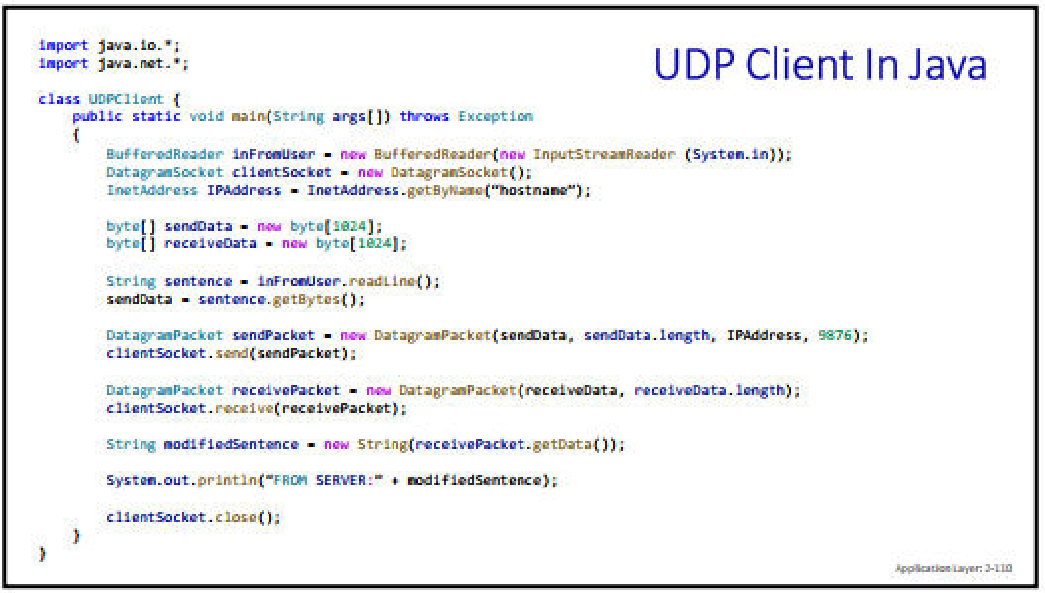 UDP Client In Java
import java.io.*;
import java.net.*;
class UDPClient {
public static void main(String args[]) throws Exception
{
BufferedReader inFromUser = new BufferedReader(new InputStreamReader (System.in));
DatagramSocket clientSocket = new DatagramSocket();
InetAddress IPAddress = InetAddress.getByName("hostname");
byte[] sendData = new byte[1024];
byte[] receiveData = new byte[1024];
String sentence = inFromUser.readLine();
sendData = sentence.getBytes();
DatagramPacket sendPacket = new DatagramPacket(sendData, sendData.length, IPAddress, 9876);
clientSocket.send(sendPacket);
DatagramPacket receivePacket = new DatagramPacket(receiveData, receiveData.length);
clientSocket.receive(receivePacket);
String modifiedSentence = new String(receivePacket.getData());
System.out.println("FROM SERVER:" + modifiedSentence);
clientSocket.close();
}
}
Application Layer: 2-110